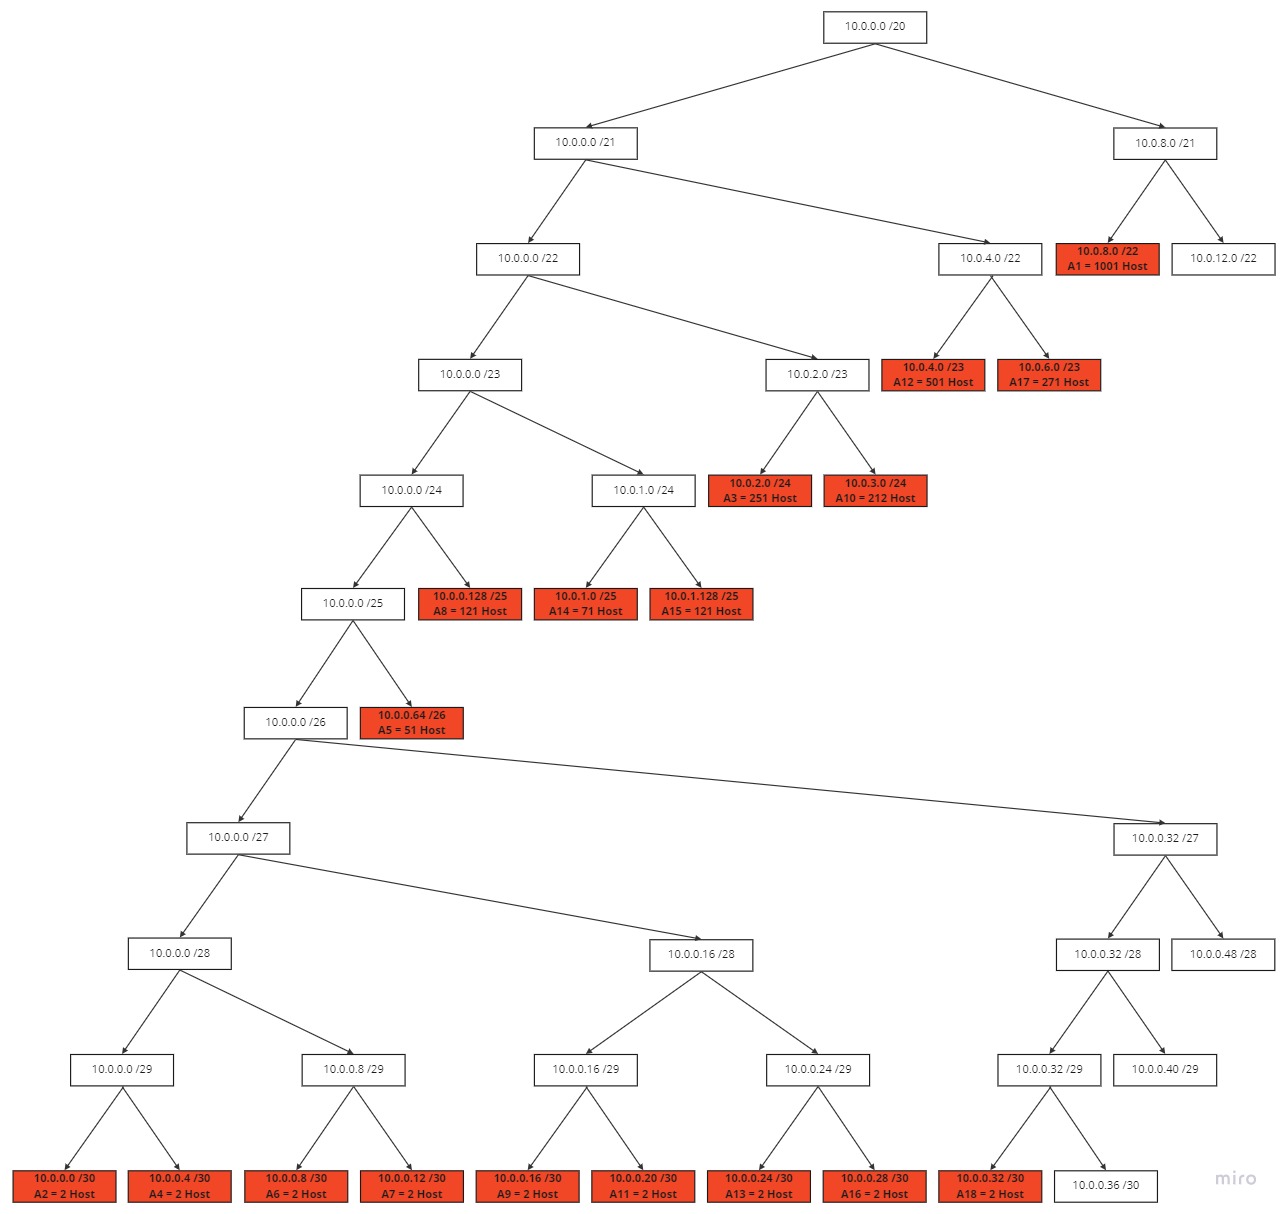 10.0.0.0 /20
10.0.0.0 /21
10.0.8.0 /21
10.0.0.0 /22
10.0.4.0 /22
10.0.8.0 /22
A1 = 1001 Host
10.0.12.0 /22
10.0.0.0 /23
10.0.2.0 /23
10.0.4.0 /23
A12 = 501 Host
10.0.6.0 /23
A17 = 271 Host
10.0.0.0 /24
10.0.1.0 /24
10.0.2.0 /24
A3 = 251 Host
10.0.3.0 /24
A10 = 212 Host
10.0.0.0 /25
10.0.0.128 /25
A8 = 121 Host
10.0.1.0 /25
A14 = 71 Host
10.0.1.128 /25
A15 = 121 Host
10.0.0.0 /26
10.0.0.64 /26
A5 = 51 Host
10.0.0.0 /27
10.0.0.32 /27
10.0.0.0 /28
10.0.0.16 /28
10.0.0.32 /28
10.0.0.48 /28
10.0.0.0 /29
10.0.0.8 /29
10.0.0.16 /29
10.0.0.24 /29
10.0.0.32 /29
10.0.0.40 /29
10.0.0.0 /30
A2 = 2 Host
10.0.0.4 /30
A4 = 2 Host
10.0.0.8 /30
A6 = 2 Host
10.0.0.12 /30
A7 = 2 Host
10.0.0.16 /30
A9 = 2 Host
10.0.0.20 /30
A11 = 2 Host
10.0.0.24 /30
A13 = 2 Host
10.0.0.28 /30
A16 = 2 Host
10.0.0.32 /30
A18 = 2 Host
10.0.0.36 /30
miro